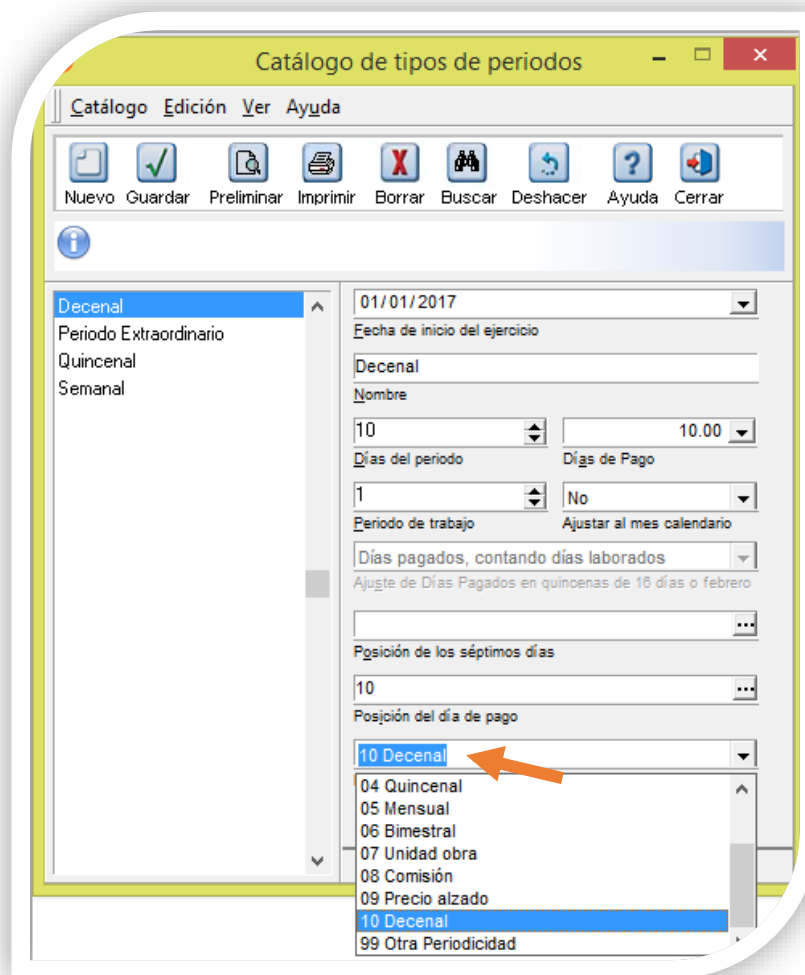 Catálogo de tipos de periodos
Catálogo Edición Ver Ayuda
Nuevo Guardar Preliminar Imprimir Borrar Buscar Deshacer Ayuda Cerrar
Decenal
Periodo Extraordinario
Quincenal
Semanal
01/01/2017
Fecha de inicio del ejercicio
Decenal
Nombre
10 10.00
Días del periodo Días de Pago
1 No
Periodo de trabajo Ajustar al mes calendario
Días pagados, contando días laborados
Ajuste de Días Pagados en quincenas de 16 días o febrero
Posición de los séptimos días
10
Posición del día de pago
10 Decenal
04 Quincenal
05 Mensual
06 Bimestral
07 Unidad obra
08 Comisión
09 Precio alzado
10 Decenal
99 Otra Periodicidad